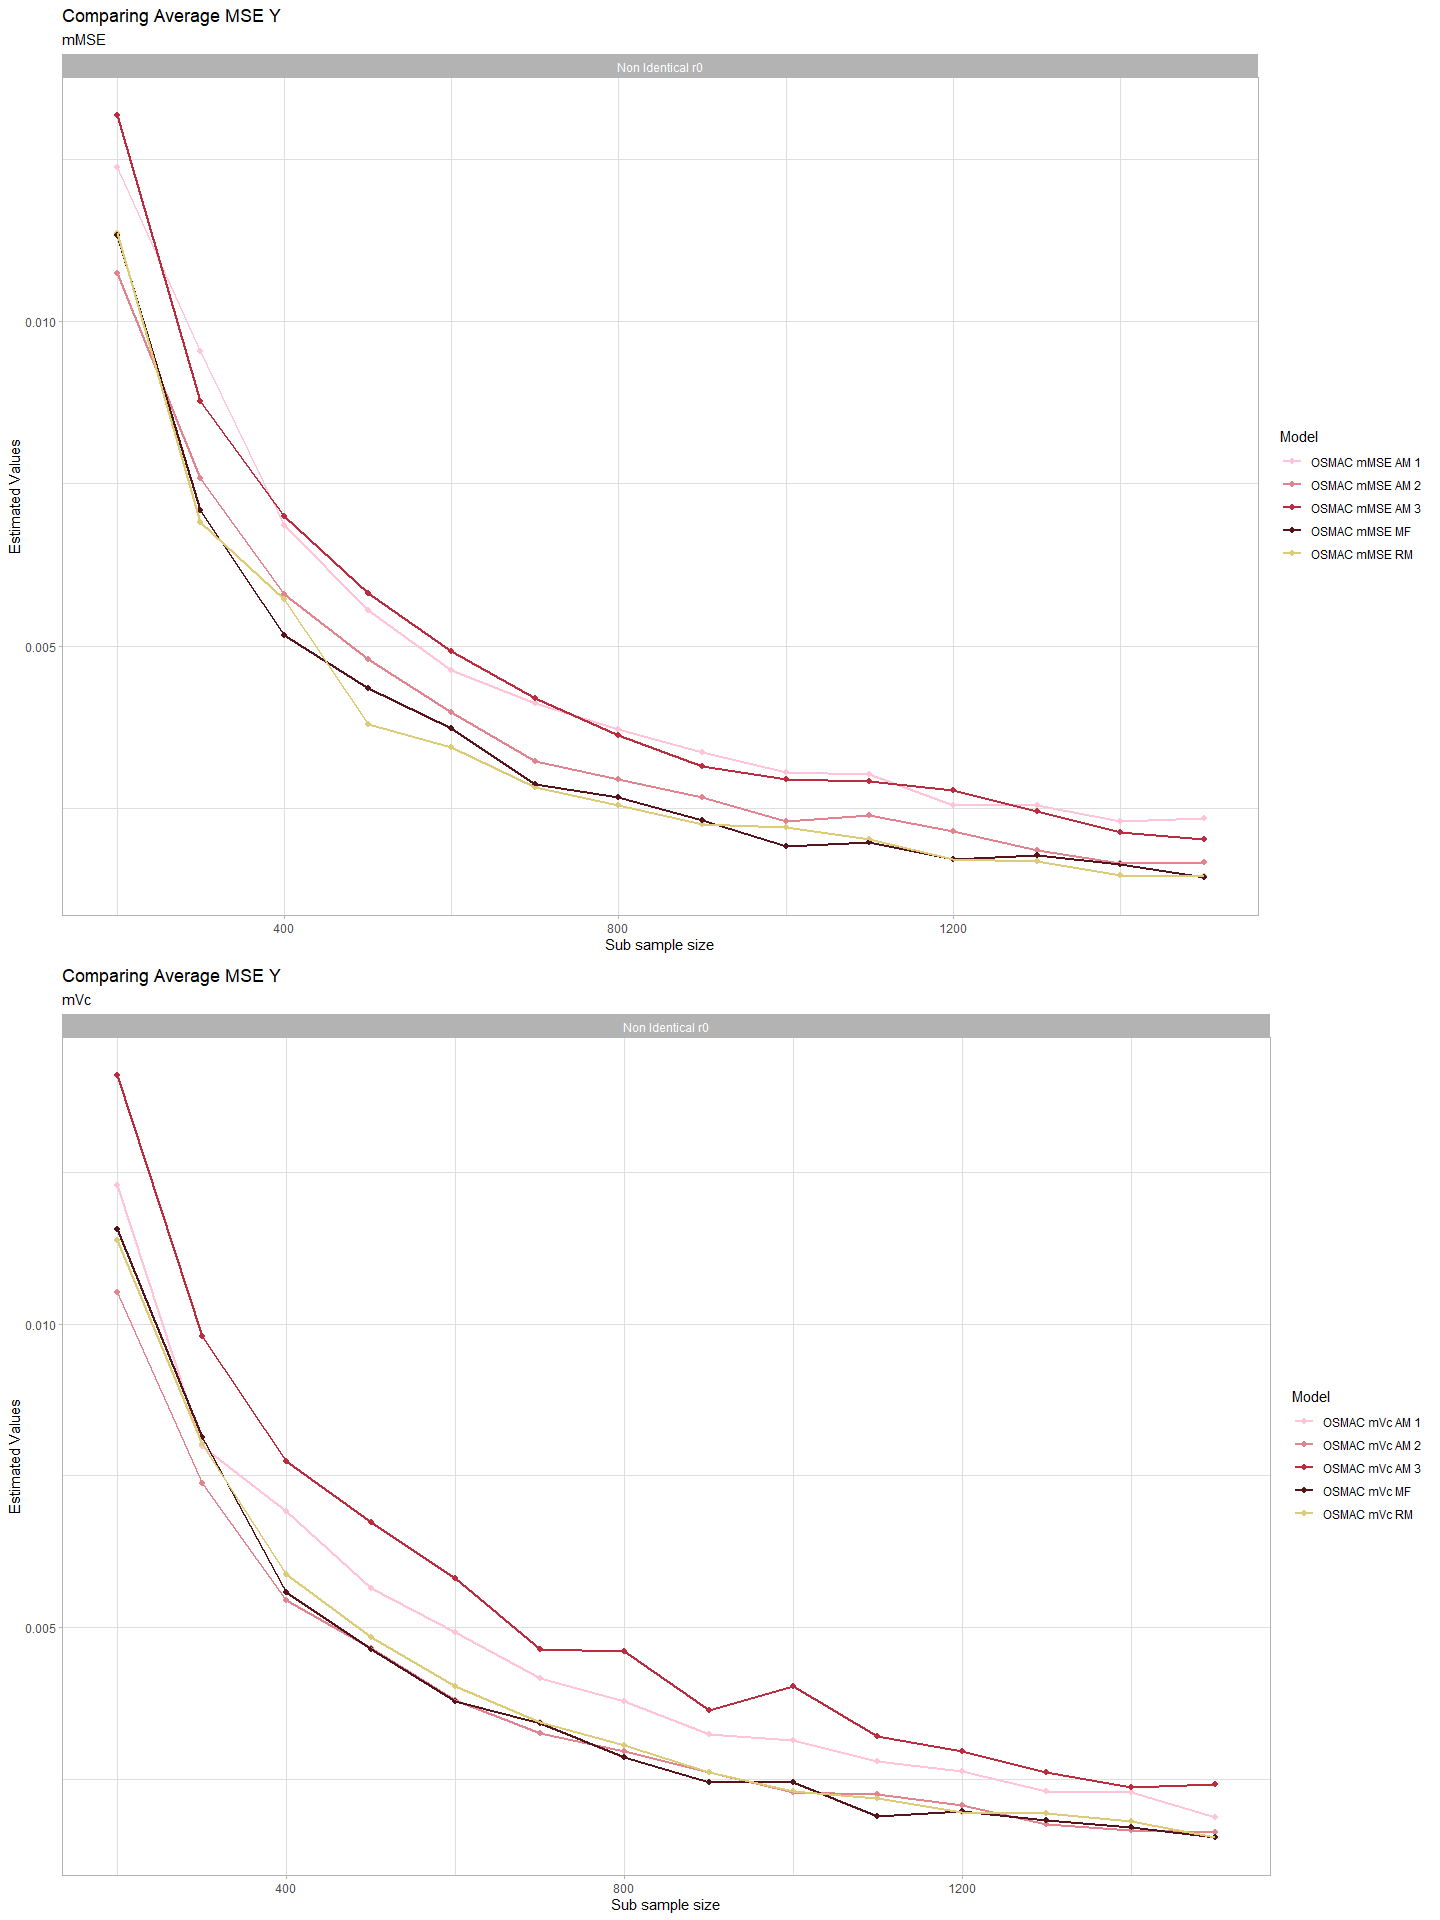 Comparing Average MSE Y
mMSE
Non Identical r0
0.010
0.005
Estimated Values
400 800 1200
Sub sample size
Model
OSMAC mMSE AM 1
OSMAC mMSE AM 2
OSMAC mMSE AM 3
OSMAC mMSE MF
OSMAC mMSE RM
Comparing Average MSE Y
mVc
Non Identical r0
0.010
0.005
Estimated Values
400 800 1200
Sub sample size
Model
OSMAC mVc AM 1
OSMAC mVc AM 2
OSMAC mVc AM 3
OSMAC mVc MF
OSMAC mVc RM